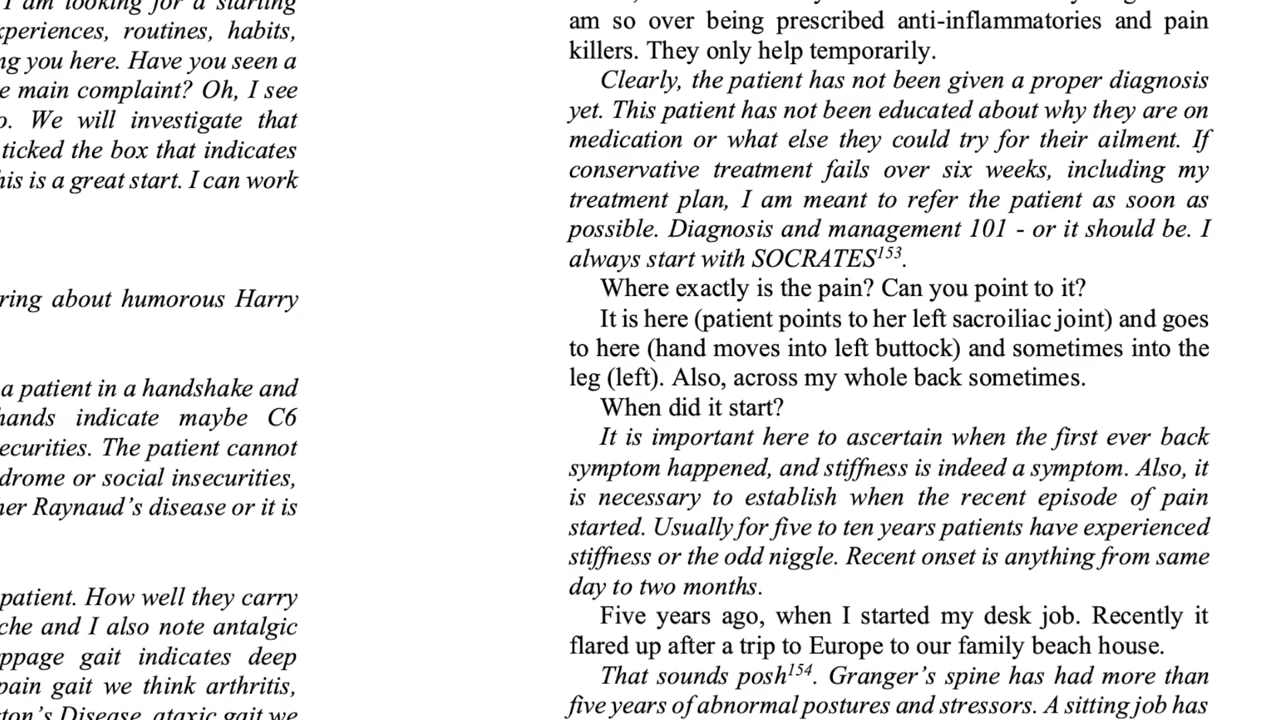 I am looking for a starting
xperiences, routines, habits,
ng you here. Have you seen a
e main complaint? Oh, I see
o. We will investigate that
ticked the box that indicates
his is a great start. I can work
ring about humorous Harry
a patient in a handshake and
hands indicate maybe C6
ecurities. The patient cannot
drome or social insecurities,
her Raynaud's disease or it is
patient. How well they carry
che and I also note antalgic
ppage gait indicates deep
pain gait we think arthritis,
ton's Disease, ataxic gait we
am so over being prescribed anti-inflammatories and pain
killers. They only help temporarily.
Clearly, the patient has not been given a proper diagnosis
yet. This patient has not been educated about why they are on
medication or what else they could try for their ailment. If
conservative treatment fails over six weeks, including my
treatment plan, I am meant to refer the patient as soon as
possible. Diagnosis and management 101 - or it should be. I
always start with SOCRATES153.
Where exactly is the pain? Can you point to it?
It is here (patient points to her left sacroiliac joint) and goes
to here (hand moves into left buttock) and sometimes into the
leg (left). Also, across my whole back sometimes.
When did it start?
It is important here to ascertain when the first ever back
symptom happened, and stiffness is indeed a symptom. Also, it
is necessary to establish when the recent episode of pain
started. Usually for five to ten years patients have experienced
stiffness or the odd niggle. Recent onset is anything from same
day to two months.
Five years ago, when I started my desk job. Recently it
flared up after a trip to Europe to our family beach house.
That sounds posh154. Granger's spine has had more than
five years of abnormal postures and stressors. A sitting job has